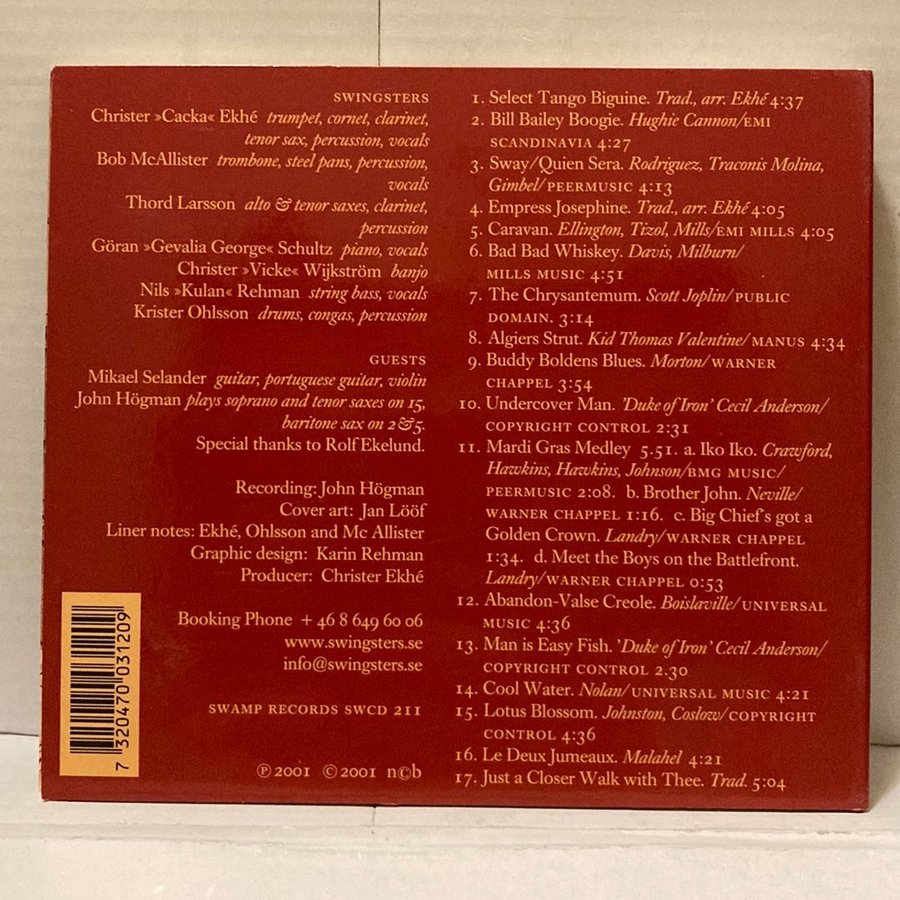 SWINGSTERS
Christer »Cacka« Ekhé trumpet, cornet, clarinet,
tenor sax, percussion, vocals
Bob McAllister trombone, steel pans, percussion,
vocals
Thord Larsson alto & tenor saxes, clarinet,
percussion
Göran »Gevalia George« Schultz piano, vocals
Christer »Vicke« Wijkström banjo
Nils »Kulan« Rehman string bass, vocals
Krister Ohlsson drums, congas, percussion
GUESTS
Mikael Selander guitar, portuguese guitar, violin
John Högman plays soprano and tenor saxes on 15,
baritone sax on 2 & 5.
Special thanks to Rolf Ekelund.
Recording: John Högman
Cover art: Jan Lööf
Liner notes: Ekhé, Ohlsson and Mc Allister
Graphic design: Karin Rehman
Producer: Christer Ekhé
Booking Phone + 46 8 649 60 06
www.swingsters.se
info@swingsters.se
SWAMP RECORDS SWCD 211
℗ 2001 © 2001 n©b
7 320470 031209
1. Select Tango Biguine. Trad., arr. Ekhé 4:37
2. Bill Bailey Boogie. Hughie Cannon/EMI
SCANDINAVIA 4:27
3. Sway/Quien Sera. Rodriguez, Traconis Molina,
Gimbel/PEERMUSIC 4:13
4. Empress Josephine. Trad., arr. Ekhé 4:05
5. Caravan. Ellington, Tizol, Mills/EMI MILLS 4:05
6. Bad Bad Whiskey. Davis, Milburn/
MILLS MUSIC 4:51
7. The Chrysantemum. Scott Joplin/PUBLIC
DOMAIN. 3:14
8. Algiers Strut. Kid Thomas Valentine/MANUS 4:34
9. Buddy Boldens Blues. Morton/WARNER
CHAPPEL 3:54
10. Undercover Man. 'Duke of Iron' Cecil Anderson/
COPYRIGHT CONTROL 2:31
11. Mardi Gras Medley 5.51. a. Iko Iko. Crawford,
Hawkins, Hawkins, Johnson/BMG MUSIC/
PEERMUSIC 2:08. b. Brother John. Neville/
WARNER CHAPPEL 1:16. c. Big Chief's got a
Golden Crown. Landry/WARNER CHAPPEL
1:34. d. Meet the Boys on the Battlefront.
Landry/WARNER CHAPPEL 0:53
12. Abandon-Valse Creole. Boislaville/UNIVERSAL
MUSIC 4:36
13. Man is Easy Fish. 'Duke of Iron' Cecil Anderson/
COPYRIGHT CONTROL 2.30
14. Cool Water. Nolan/UNIVERSAL MUSIC 4:21
15. Lotus Blossom. Johnston, Coslow/COPYRIGHT
CONTROL 4:36
16. Le Deux Jumeaux. Malahel 4:21
17. Just a Closer Walk with Thee. Trad. 5:04